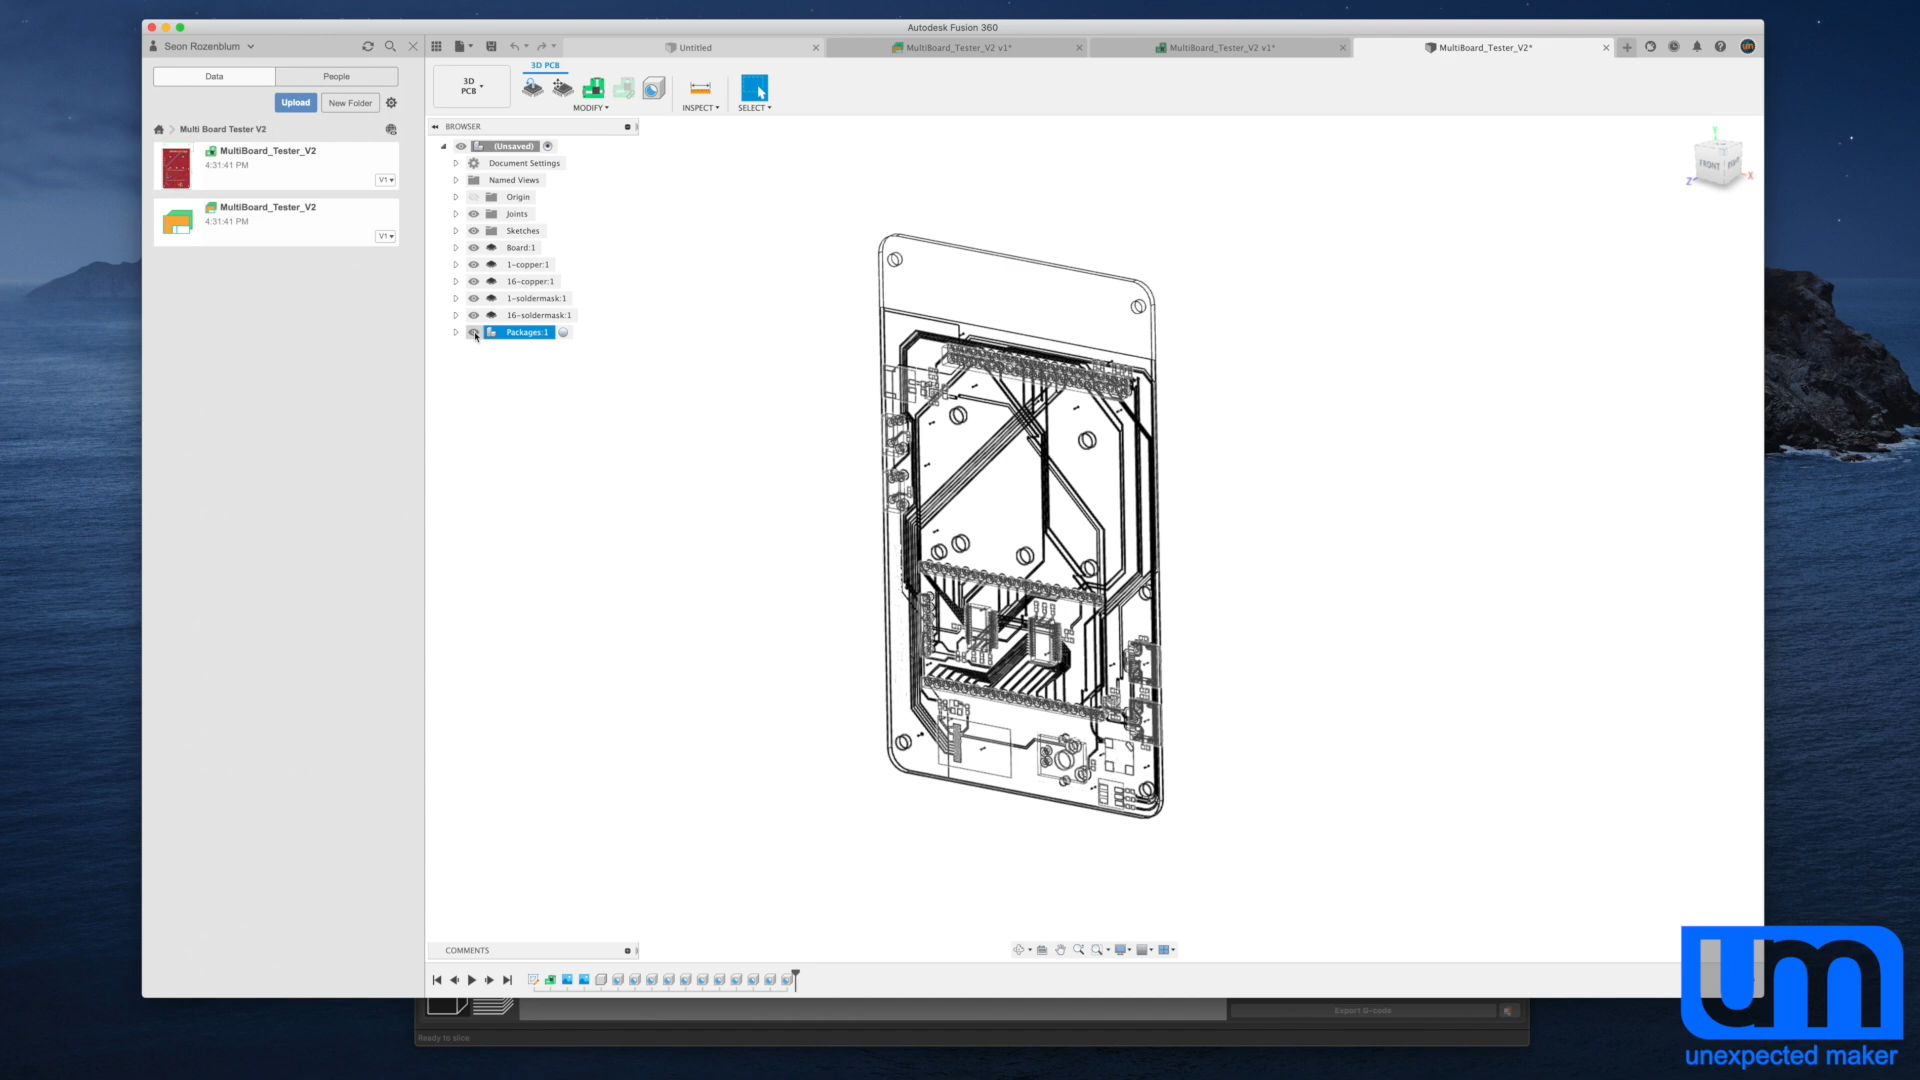 Autodesk Fusion 360
Seon Rozenblum
Untitled
MultiBoard_Tester_V2 v1*
MultiBoard_Tester_V2 v1*
MultiBoard_Tester_V2*
Data
People
Upload
New Folder
Multi Board Tester V2
MultiBoard_Tester_V2
4:31:41 PM
V1
MultiBoard_Tester_V2
4:31:41 PM
V1
3D PCB
3D
PCB
MODIFY
INSPECT
SELECT
BROWSER
(Unsaved)
Document Settings
Named Views
Origin
Joints
Sketches
Board:1
1-copper:1
16-copper:1
1-soldermask:1
16-soldermask:1
Packages:1
Y
FRONT
RIGHT
Z
X
COMMENTS
Export G-code
Ready to slice
um
unexpected maker